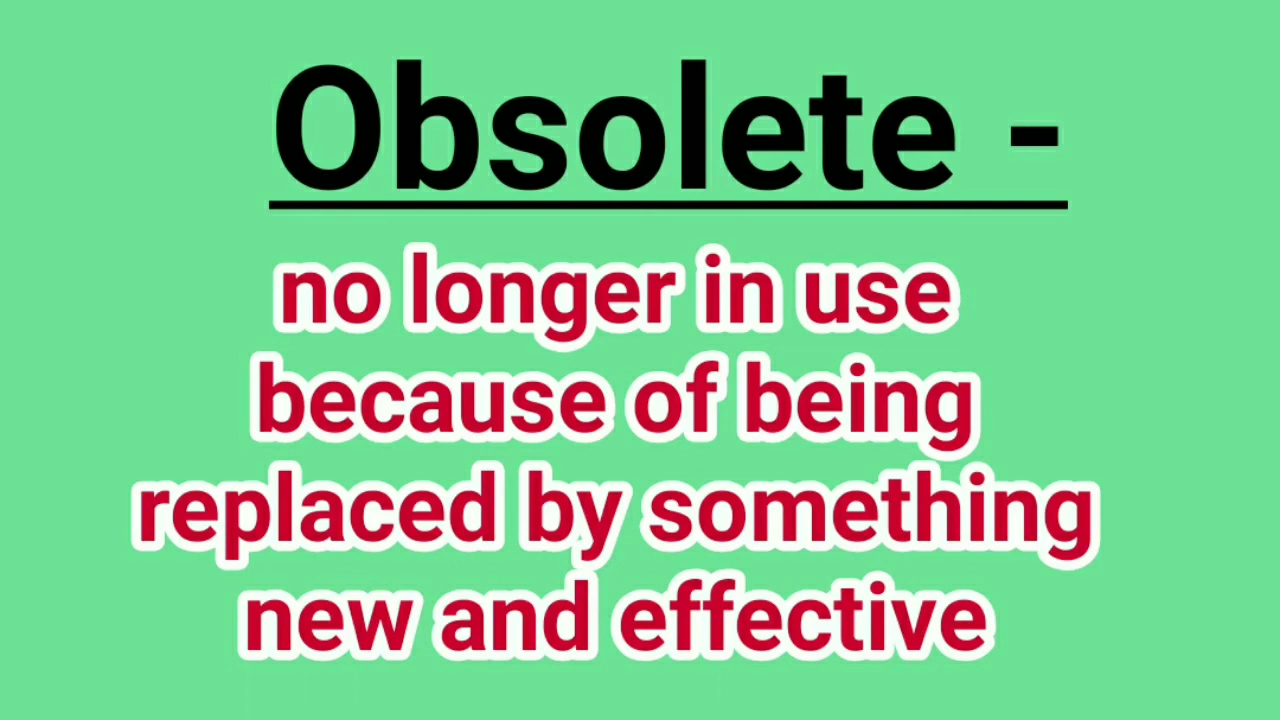 Obsolete -
no longer in use
because of being
replaced by something
new and effective